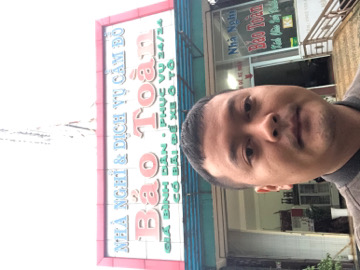 NHÀ NGHỈ & DỊCH VỤ CẦM ĐỒ
Bảo Toàn
GIÁ BÌNH DÂN - PHỤC VỤ 24/24
CÓ BÃI ĐỂ XE Ô TÔ
Bảo Toàn